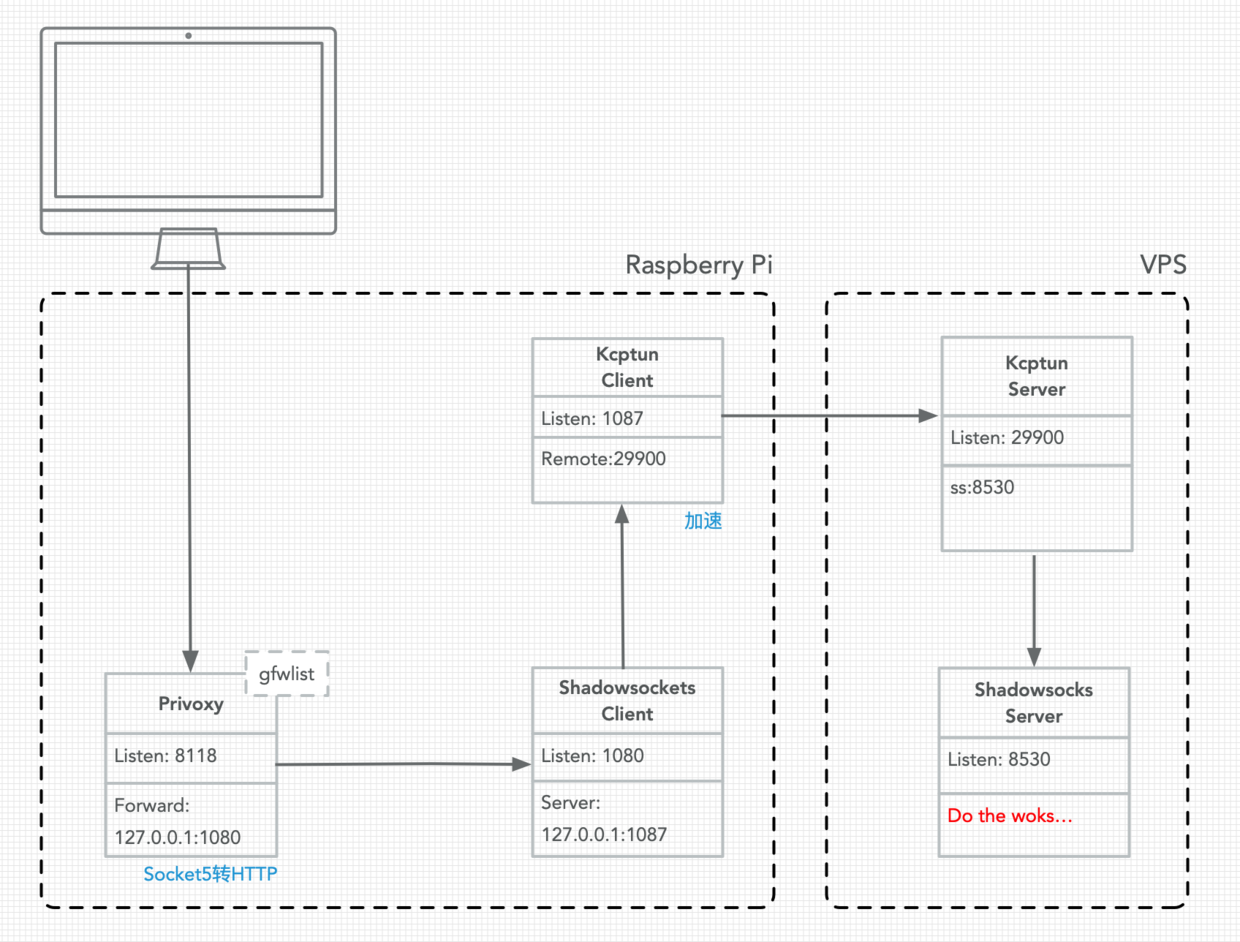 Raspberry Pi
VPS
Kcptun
Client
Listen: 1087
Remote:29900
加速
Kcptun
Server
Listen: 29900
ss:8530
gfwlist
Privoxy
Listen: 8118
Forward:
127.0.0.1:1080
Socket5转HTTP
Shadowsockets
Client
Listen: 1080
Server:
127.0.0.1:1087
Shadowsocks
Server
Listen: 8530
Do the woks...